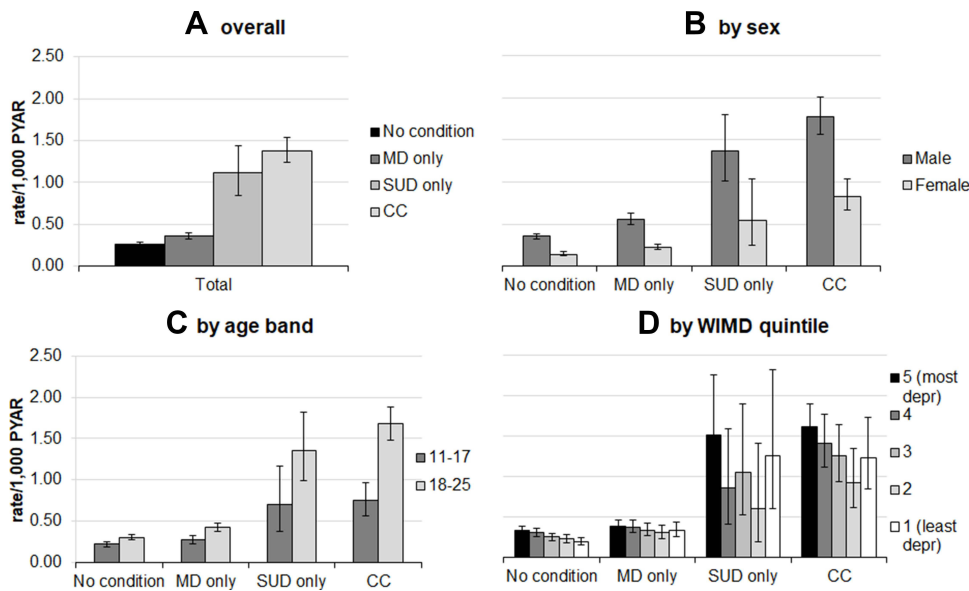 A overall
2.50
2.00
1.50
1.00
0.50
0.00
rate/1,000 PYAR
Total
No condition
MD only
SUD only
CC
B by sex
No condition
MD only
SUD only
CC
Male
Female
C by age band
2.50
2.00
1.50
1.00
0.50
0.00
rate/1,000 PYAR
No condition
MD only
SUD only
CC
11-17
18-25
D by WIMD quintile
No condition
MD only
SUD only
CC
5 (most
depr)
4
3
2
1 (least
depr)